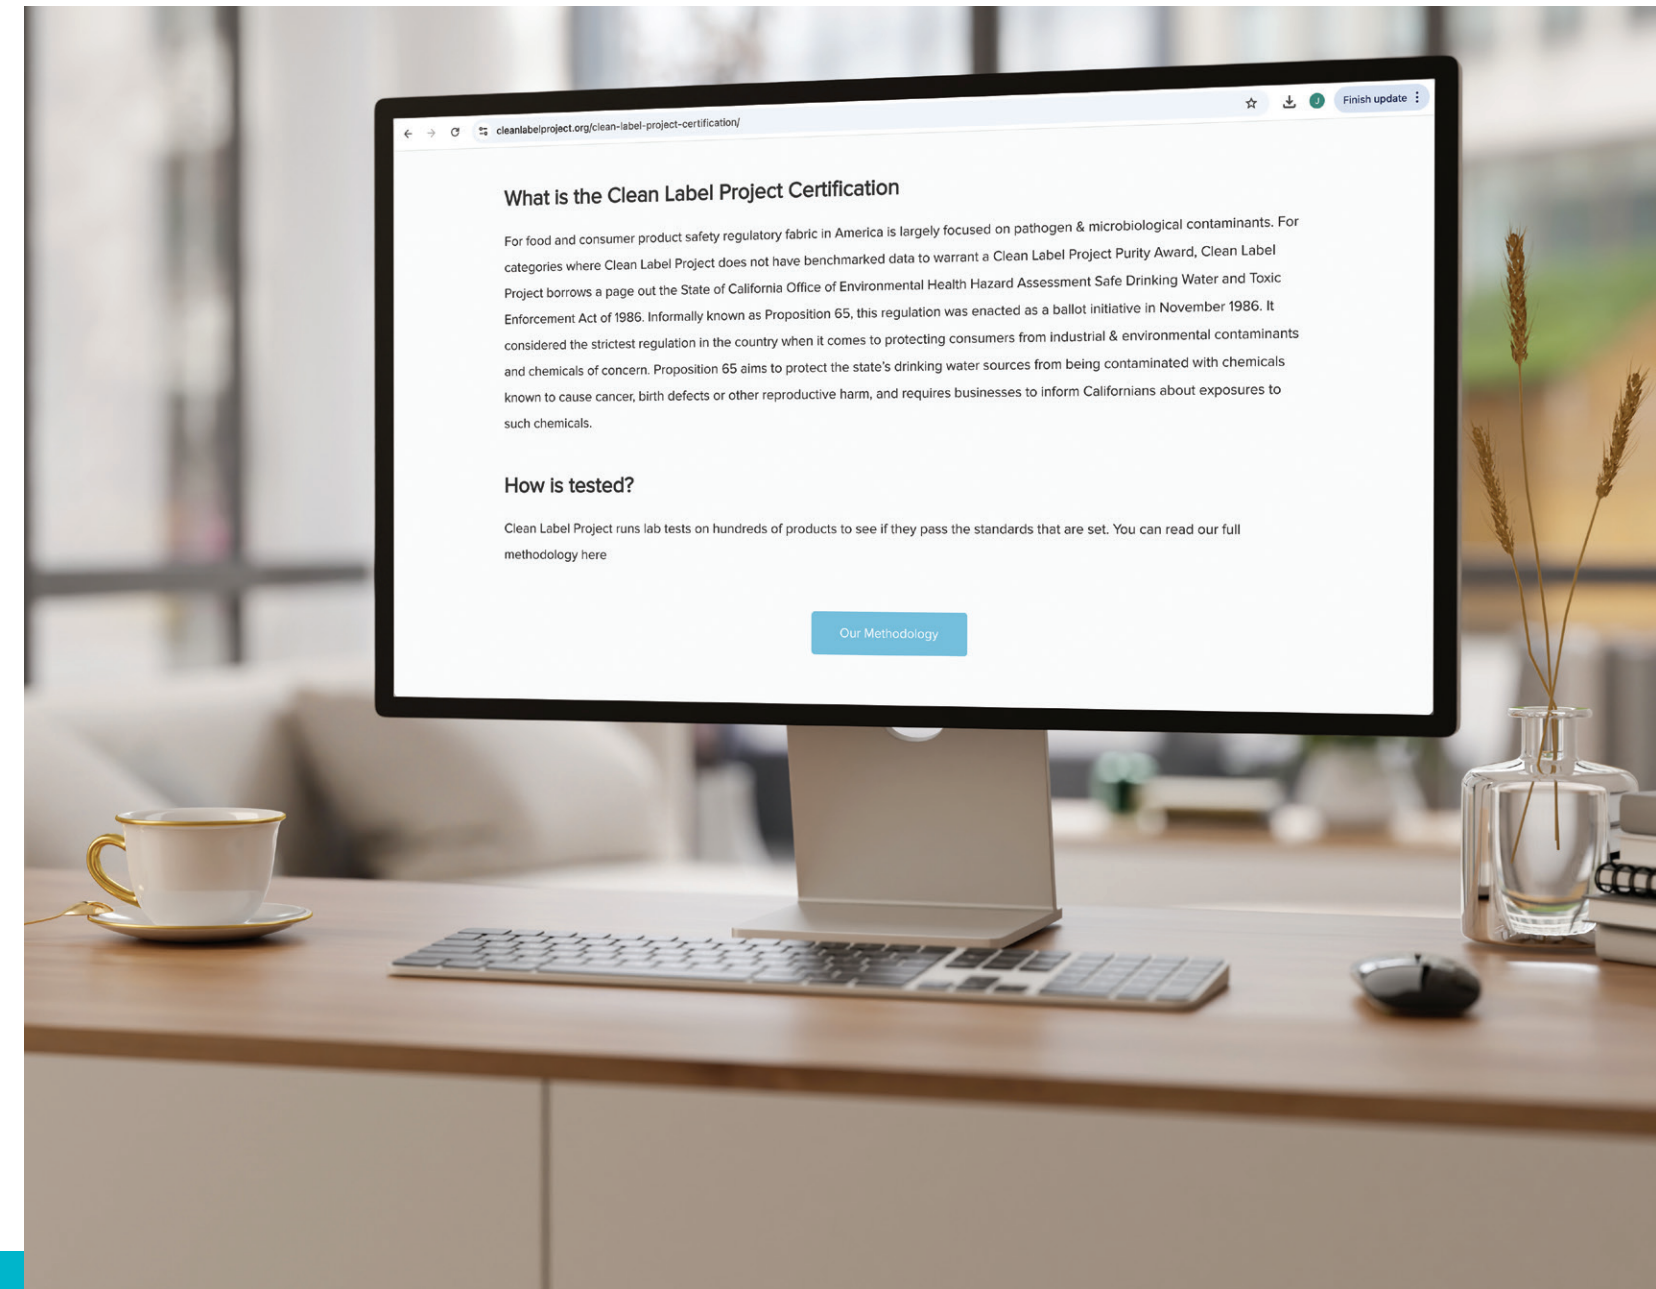 cleanlabelproject.org/clean-label-project-certification/
J
Finish update
What is the Clean Label Project Certification
For food and consumer product safety regulatory fabric in America is largely focused on pathogen & microbiological contaminants. For
categories where Clean Label Project does not have benchmarked data to warrant a Clean Label Project Purity Award, Clean Label
Project borrows a page out the State of California Office of Environmental Health Hazard Assessment Safe Drinking Water and Toxic
Enforcement Act of 1986. Informally known as Proposition 65, this regulation was enacted as a ballot initiative in November 1986. It
considered the strictest regulation in the country when it comes to protecting consumers from industrial & environmental contaminants
and chemicals of concern. Proposition 65 aims to protect the state's drinking water sources from being contaminated with chemicals
known to cause cancer, birth defects or other reproductive harm, and requires businesses to inform Californians about exposures to
such chemicals.
How is tested?
Clean Label Project runs lab tests on hundreds of products to see if they pass the standards that are set. You can read our full
methodology here
Our Methodology